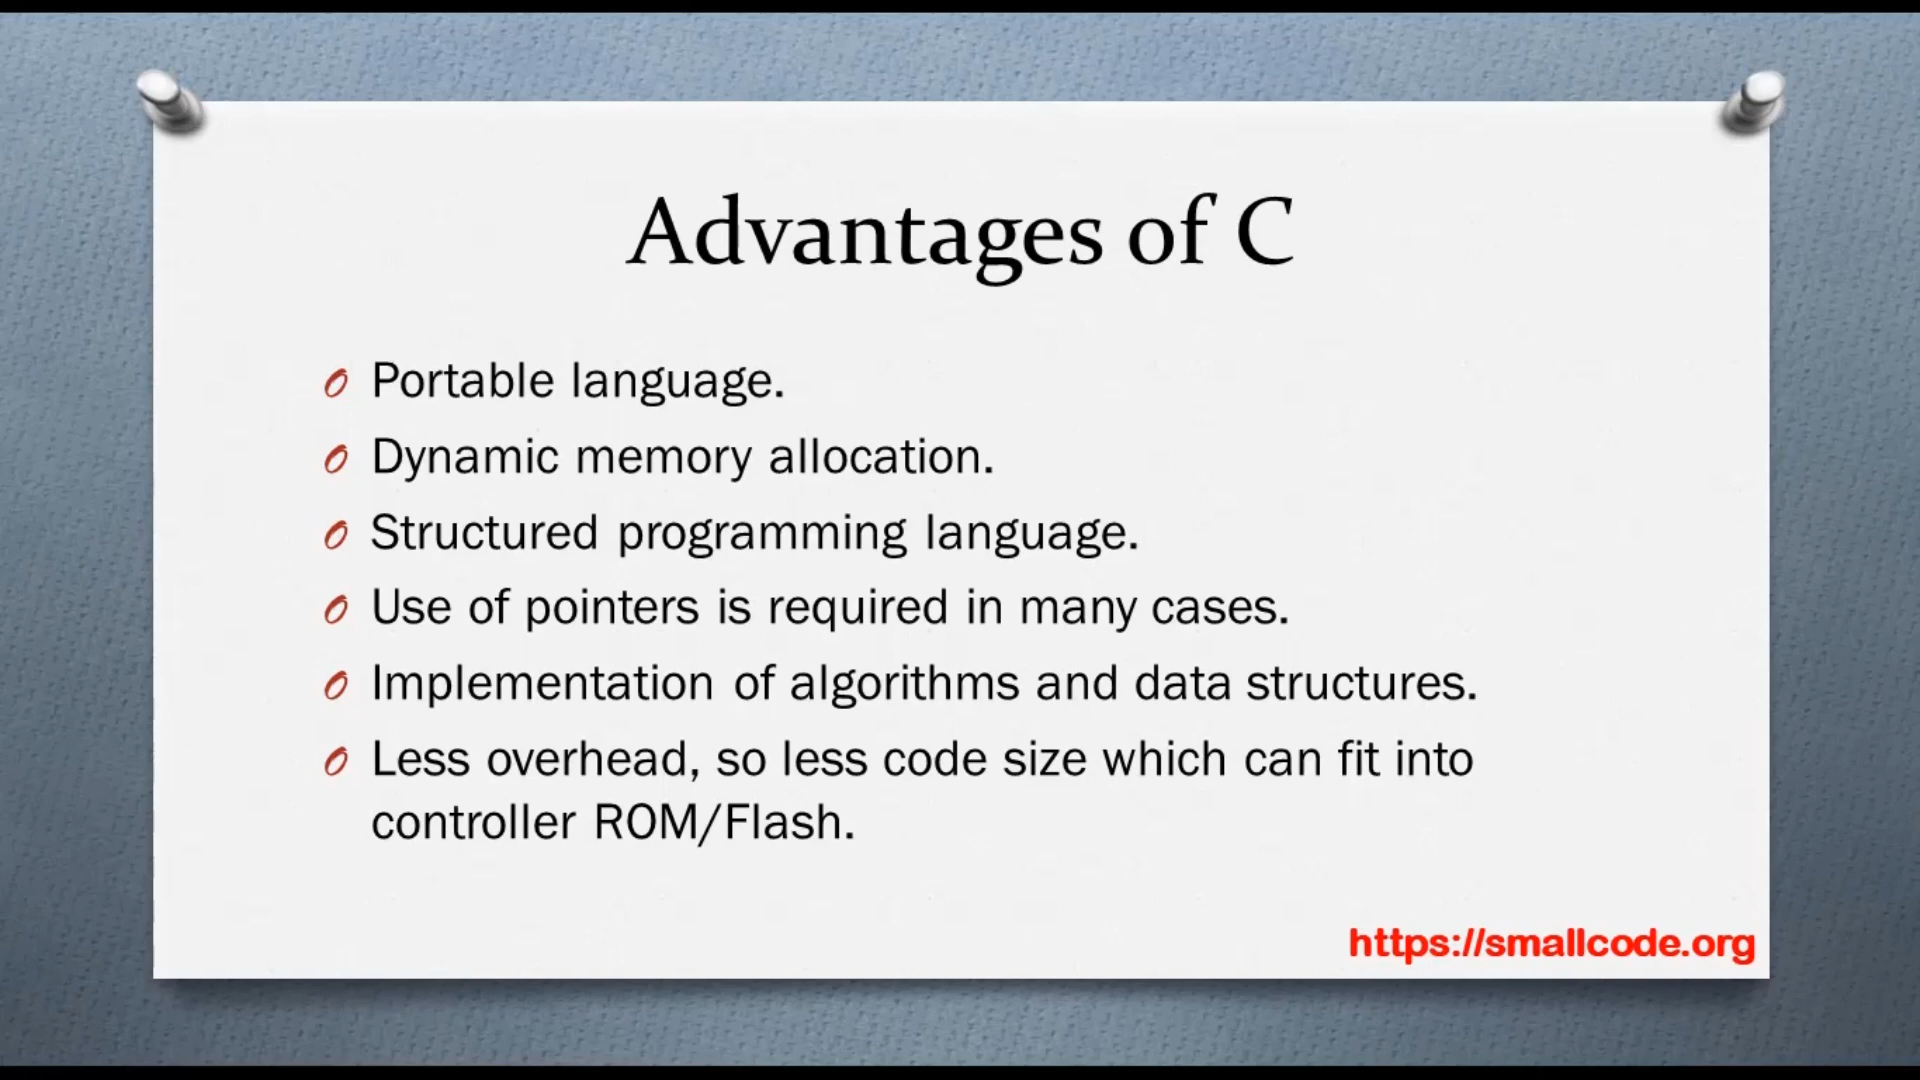 Advantages of C
Portable language.
Dynamic memory allocation.
Structured programming language.
Use of pointers is required in many cases.
Implementation of algorithms and data structures.
Less overhead, so less code size which can fit into
controller ROM/Flash.
https://smallcode.org